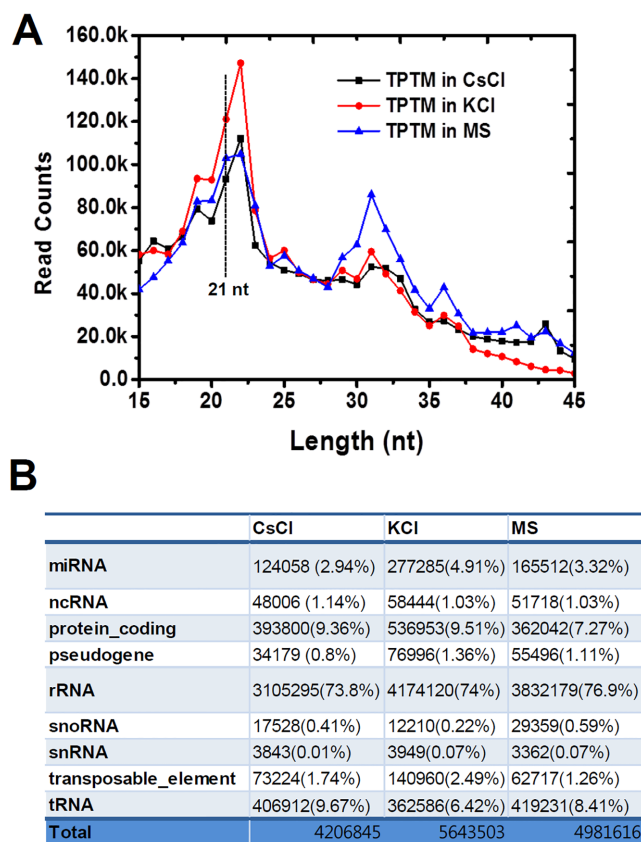 A
160.0k
140.0k
120.0k
100.0k
80.0k
60.0k
40.0k
20.0k
0.0
Read Counts
TPTM in CsCl
TPTM in KCl
TPTM in MS
21 nt
15 20 25 30 35 40 45
Length (nt)
B
CsCl KCl MS
miRNA 124058 (2.94%) 277285(4.91%) 165512(3.32%)
ncRNA 48006 (1.14%) 58444(1.03%) 51718(1.03%)
protein_coding 393800(9.36%) 536953(9.51%) 362042(7.27%)
pseudogene 34179 (0.8%) 76996(1.36%) 55496(1.11%)
rRNA 3105295(73.8%) 4174120(74%) 3832179(76.9%)
snoRNA 17528(0.41%) 12210(0.22%) 29359(0.59%)
snRNA 3843(0.01%) 3949(0.07%) 3362(0.07%)
transposable_element 73224(1.74%) 140960(2.49%) 62717(1.26%)
tRNA 406912(9.67%) 362586(6.42%) 419231(8.41%)
Total 4206845 5643503 4981616